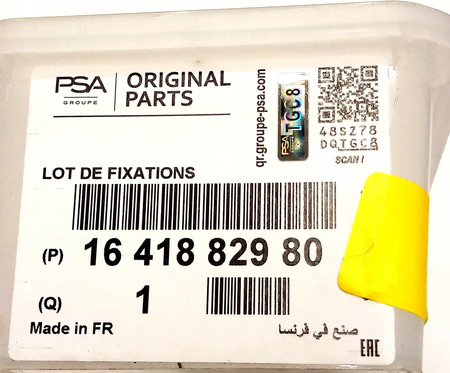 PSA
GROUPE
ORIGINAL
PARTS
qr.groupe-psa.com
PSA TGC8
48SZ78
DQTGC8
SCAN !
LOT DE FIXATIONS
(P) 16 418 829 80
(Q) 1
Made in FR
صنع في فرنسا
EAC